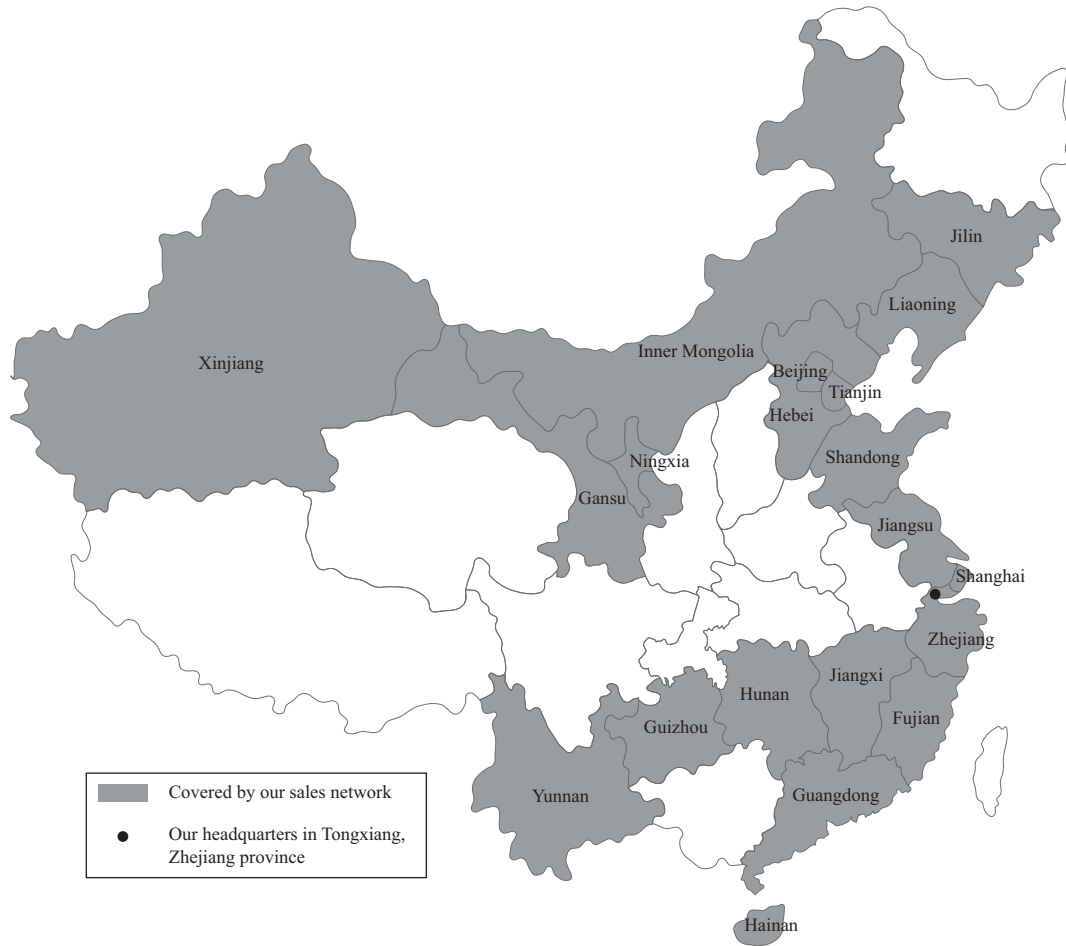 Jilin
Liaoning
Inner Mongolia
Xinjiang
Beijing
Tianjin
Hebei
Shandong
Ningxia
Gansu
Jiangsu
Shanghai
Zhejiang
Jiangxi
Hunan
Fujian
Guizhou
Yunnan
Guangdong
Hainan
Covered by our sales network
Our headquarters in Tongxiang,
Zhejiang province